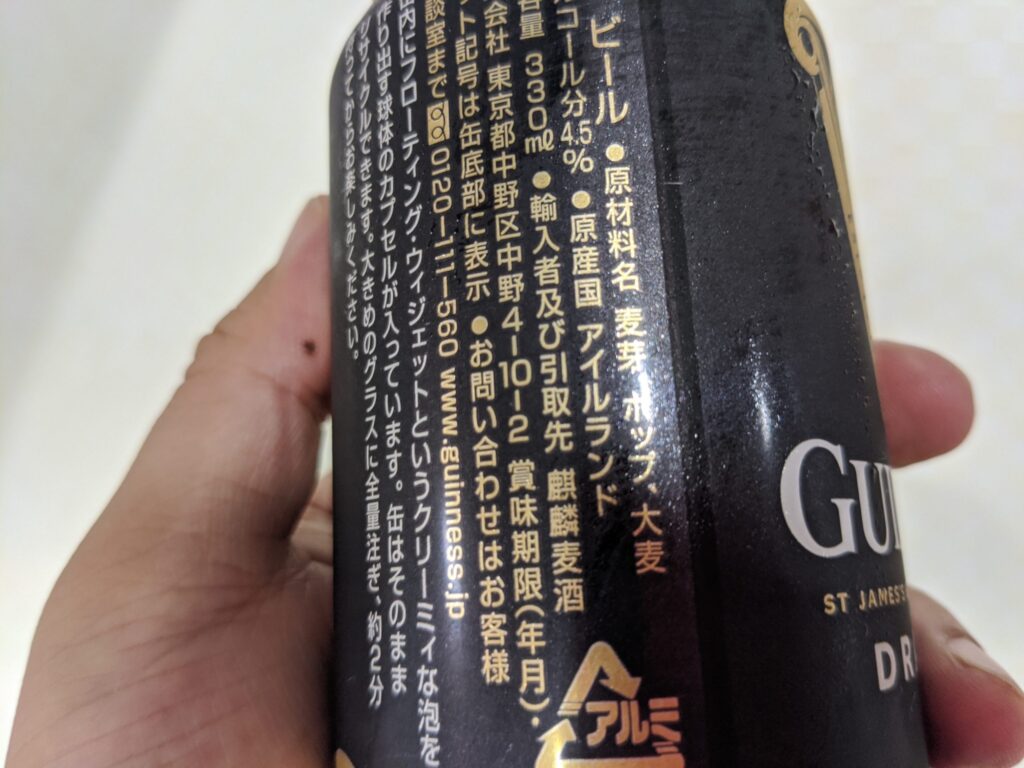 ビール ●原材料名 麦芽 ホップ、大麦
コール分4.5% ●原産国 アイルランド
容量 330mℓ ●輸入者及び引取先 麒麟麦酒
会社 東京都中野区中野4-10-2 賞味期限(年月)・
ット記号は缶底部に表示 ●お問い合わせはお客様
談室まで 0120-111-560 www.guinness.jp
缶内にフローティング・ウィジェットというクリーミィな泡を
作り出す球体のカプセルが入っています。缶はそのまま
サイクルできます。大きめのグラスに全量注ぎ、約2分
ってからお楽しみください。
アルミ
GUI
ST JAMES'S
DR